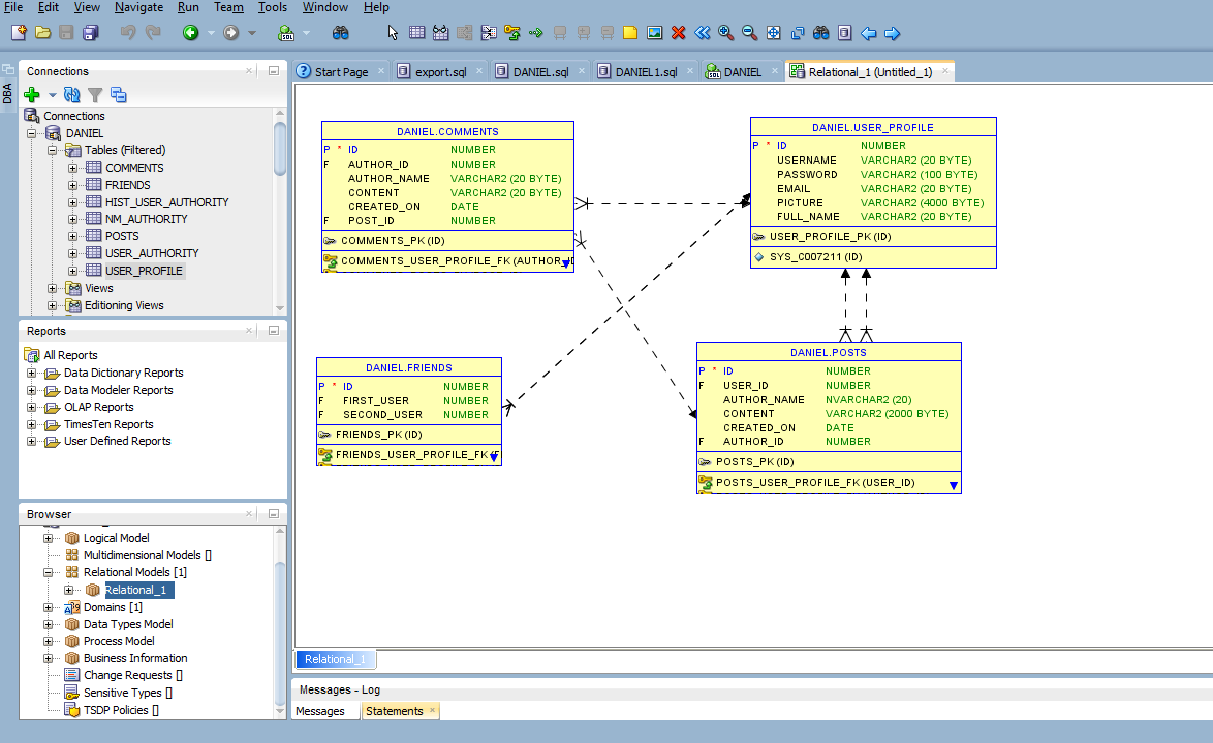 File Edit View Navigate Run Team Tools Window Help
DBA
Connections
Connections
DANIEL
Tables (Filtered)
COMMENTS
FRIENDS
HIST_USER_AUTHORITY
NM_AUTHORITY
POSTS
USER_AUTHORITY
USER_PROFILE
Views
Editioning Views
Reports
All Reports
Data Dictionary Reports
Data Modeler Reports
OLAP Reports
TimesTen Reports
User Defined Reports
Browser
Logical Model
Multidimensional Models []
Relational Models [1]
Relational_1
Domains [1]
Data Types Model
Process Model
Business Information
Change Requests []
Sensitive Types []
TSDP Policies []
Start Page export.sql DANIEL.sql DANIEL1.sql DANIEL Relational_1 (Untitled_1)
DANIEL.COMMENTS
P * ID NUMBER
F AUTHOR_ID NUMBER
AUTHOR_NAME VARCHAR2 (20 BYTE)
CONTENT VARCHAR2 (20 BYTE)
CREATED_ON DATE
F POST_ID NUMBER
COMMENTS_PK (ID)
COMMENTS_USER_PROFILE_FK (AUTHOR_ID
DANIEL.USER_PROFILE
P * ID NUMBER
USERNAME VARCHAR2 (20 BYTE)
PASSWORD VARCHAR2 (100 BYTE)
EMAIL VARCHAR2 (20 BYTE)
PICTURE VARCHAR2 (4000 BYTE)
FULL_NAME VARCHAR2 (20 BYTE)
USER_PROFILE_PK (ID)
SYS_C007211 (ID)
DANIEL.FRIENDS
P * ID NUMBER
F FIRST_USER NUMBER
F SECOND_USER NUMBER
FRIENDS_PK (ID)
FRIENDS_USER_PROFILE_FK (F
DANIEL.POSTS
P * ID NUMBER
F USER_ID NUMBER
AUTHOR_NAME NVARCHAR2 (20)
CONTENT VARCHAR2 (2000 BYTE)
CREATED_ON DATE
F AUTHOR_ID NUMBER
POSTS_PK (ID)
POSTS_USER_PROFILE_FK (USER_ID)
Relational_1
Messages - Log
Messages Statements